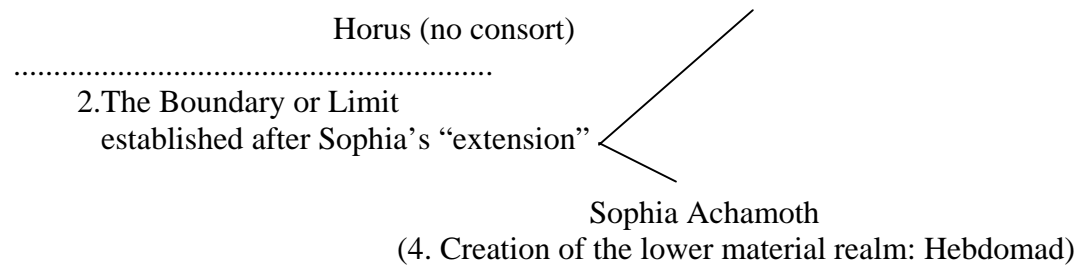 Horus (no consort)
............................................................
2.The Boundary or Limit
established after Sophia’s “extension”
Sophia Achamoth
(4. Creation of the lower material realm: Hebdomad)